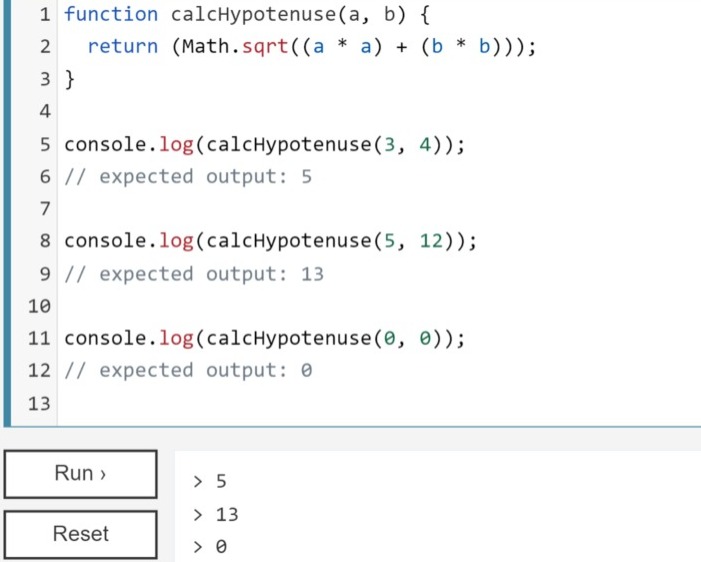 1 function calcHypotenuse(a, b) {
2   return (Math.sqrt((a * a) + (b * b)));
3 }
4
5 console.log(calcHypotenuse(3, 4));
6 // expected output: 5
7
8 console.log(calcHypotenuse(5, 12));
9 // expected output: 13
10
11 console.log(calcHypotenuse(0, 0));
12 // expected output: 0
13
Run ›
Reset
> 5
> 13
> 0